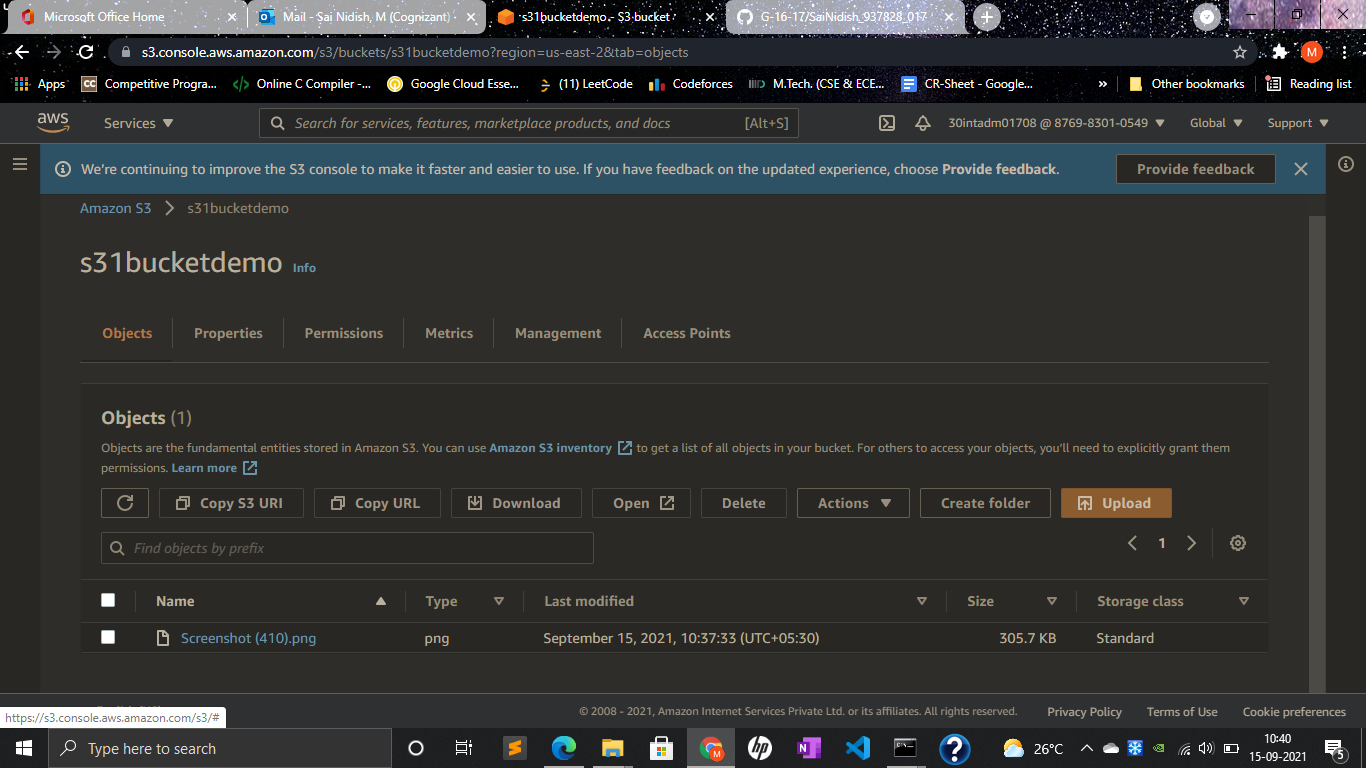 Microsoft Office Home
Mail - Sai Nidish, M (Cognizant) -
s31bucketdemo - S3 bucket
G-16-17/SaiNidish_937828_017
s3.console.aws.amazon.com/s3/buckets/s31bucketdemo?region=us-east-2&tab=objects
M
Apps
CC Competitive Progra...
Online C Compiler -...
Google Cloud Esse...
(11) LeetCode
Codeforces
M.Tech. (CSE & ECE...
CR-Sheet - Google...
»
Other bookmarks
Reading list
aws
Services
Search for services, features, marketplace products, and docs [Alt+S]
30intadm01708 @ 8769-8301-0549
Global
Support
We're continuing to improve the S3 console to make it faster and easier to use. If you have feedback on the updated experience, choose Provide feedback.
Provide feedback
Amazon S3 > s31bucketdemo
s31bucketdemo Info
Objects
Properties
Permissions
Metrics
Management
Access Points
Objects (1)
Objects are the fundamental entities stored in Amazon S3. You can use Amazon S3 inventory to get a list of all objects in your bucket. For others to access your objects, you'll need to explicitly grant them
permissions. Learn more
Copy S3 URI
Copy URL
Download
Open
Delete
Actions
Create folder
Upload
Find objects by prefix
1
Name
Type
Last modified
Size
Storage class
Screenshot (410).png
png
September 15, 2021, 10:37:33 (UTC+05:30)
305.7 KB
Standard
https://s3.console.aws.amazon.com/s3/#
© 2008 - 2021, Amazon Internet Services Private Ltd. or its affiliates. All rights reserved.
Privacy Policy
Terms of Use
Cookie preferences
Type here to search
26°C
10:40
15-09-2021
5